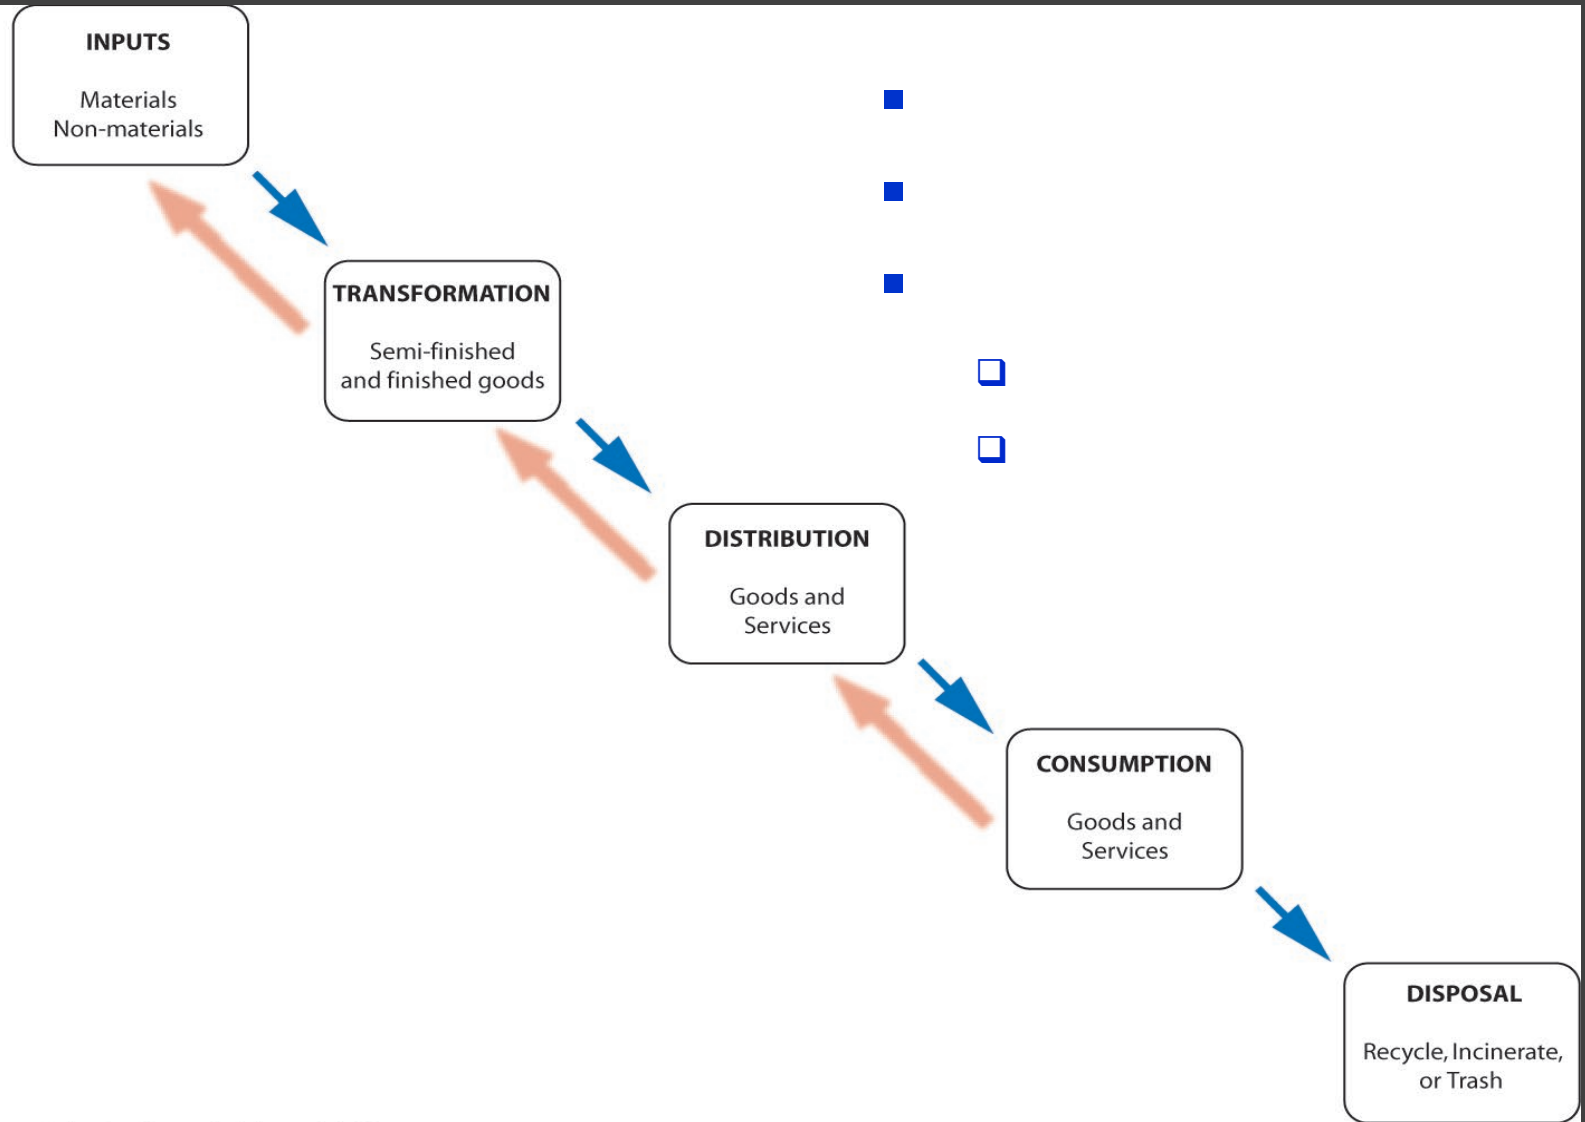 INPUTS
Materials
Non-materials
TRANSFORMATION
Semi-finished
and finished goods
DISTRIBUTION
Goods and
Services
CONSUMPTION
Goods and
Services
DISPOSAL
Recycle, Incinerate,
or Trash